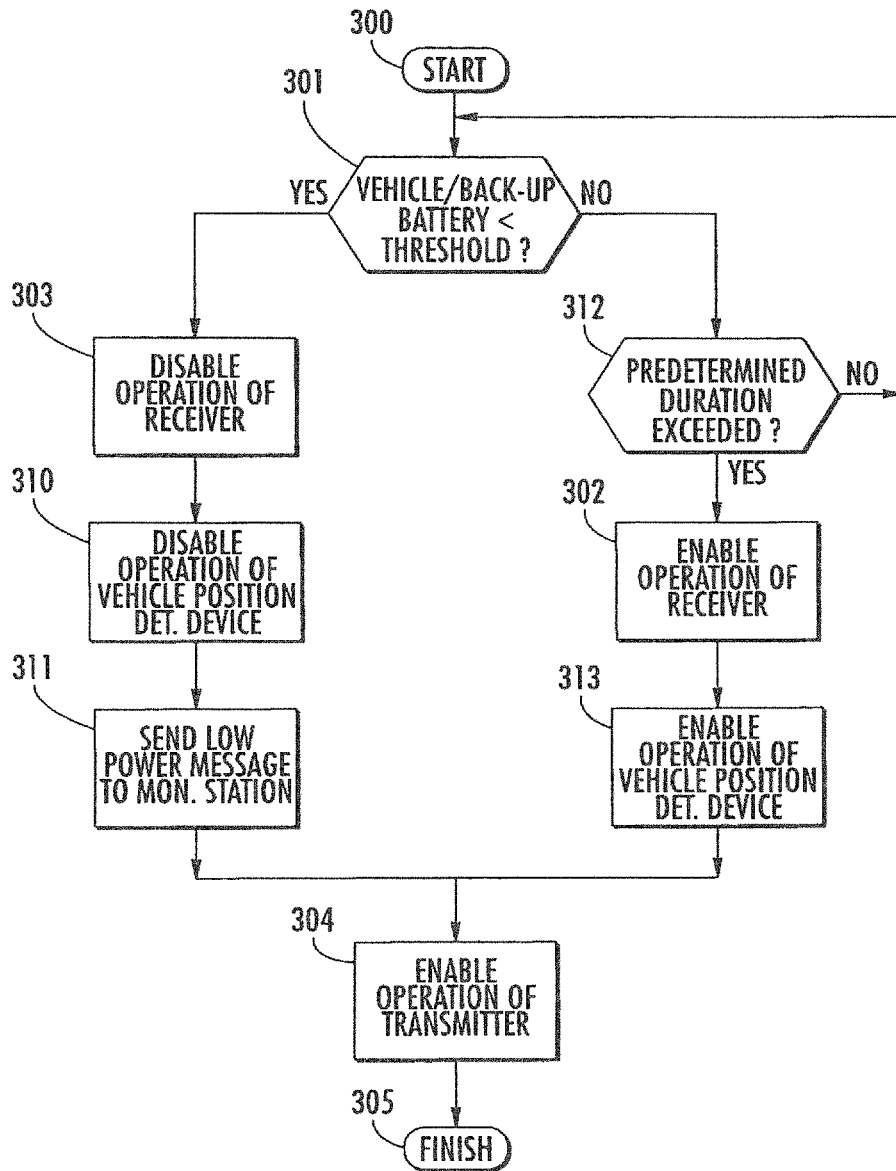 300
START
301
YES
VEHICLE/BACK-UP
BATTERY <
THRESHOLD ?
NO
303
DISABLE
OPERATION OF
RECEIVER
312
PREDETERMINED
DURATION
EXCEEDED ?
NO
YES
310
DISABLE
OPERATION OF
VEHICLE POSITION
DET. DEVICE
302
ENABLE
OPERATION OF
RECEIVER
311
SEND LOW
POWER MESSAGE
TO MON. STATION
313
ENABLE
OPERATION OF
VEHICLE POSITION
DET. DEVICE
304
ENABLE
OPERATION OF
TRANSMITTER
305
FINISH